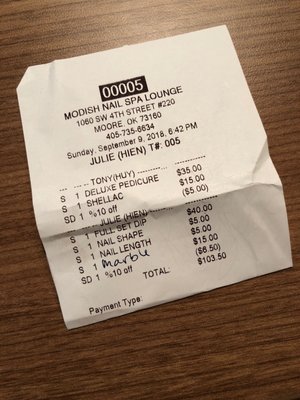 00005
MODISH NAIL SPA LOUNGE
1060 SW 4TH STREET #220
MOORE, OK 73160
405-735-6634
Sunday, September 9, 2018, 6:42 PM
JULIE (HIEN) T#: 005
--- -- ---- TONY(HUY) ---------- ----------
S 1 DELUXE PEDICURE $35.00
S 1 SHELLAC $15.00
SD 1 %10 off ($5.00)
--- -- ---- JULIE (HIEN) ---------- ----------
S 1 FULL SET DIP $40.00
S 1 NAIL SHAPE $5.00
S 1 NAIL LENGTH $5.00
S 1 marble $15.00
SD 1 %10 off ($6.50)
TOTAL: $103.50
Payment Type: